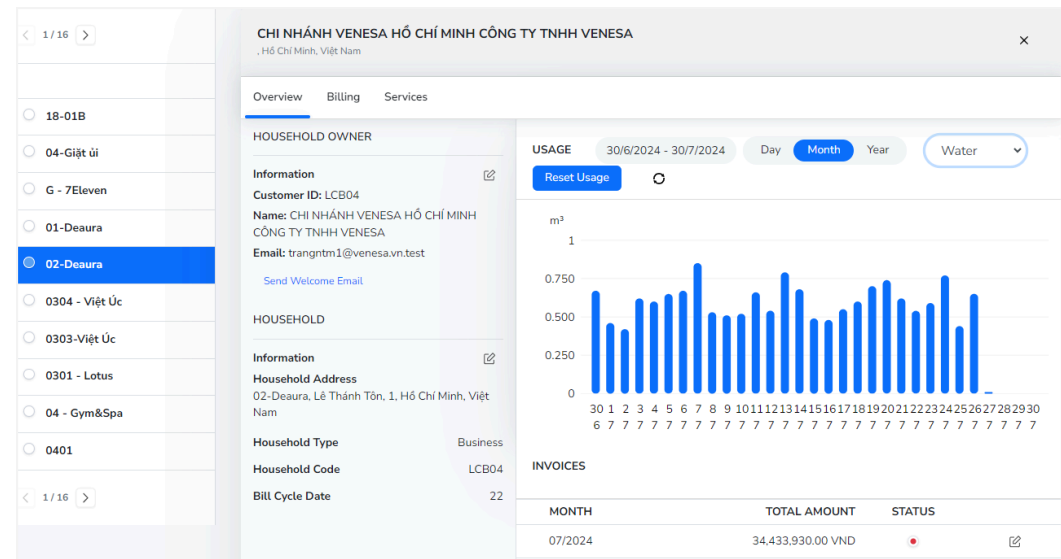 1 / 16
18-01B
04-Giặt ủi
G - 7Eleven
01-Deaura
02-Deaura
0304 - Việt Úc
0303-Việt Úc
0301 - Lotus
04 - Gym&Spa
0401
1 / 16
CHI NHÁNH VENESA HỒ CHÍ MINH CÔNG TY TNHH VENESA
, Hồ Chí Minh, Việt Nam
Overview Billing Services
HOUSEHOLD OWNER
Information
Customer ID: LCB04
Name: CHI NHÁNH VENESA HỒ CHÍ MINH
CÔNG TY TNHH VENESA
Email: trangntm1@venesa.vn.test
Send Welcome Email
HOUSEHOLD
Information
Household Address
02-Deaura, Lê Thánh Tôn, 1, Hồ Chí Minh, Việt
Nam
Household Type Business
Household Code LCB04
Bill Cycle Date 22
USAGE 30/6/2024 - 30/7/2024 Day Month Year Water
Reset Usage
m³
1
0.750
0.500
0.250
0
30 1 2 3 4 5 6 7 8 9 10 11 12 13 14 15 16 17 18 19 20 21 22 23 24 25 26 27 28 29 30
6 7 7 7 7 7 7 7 7 7 7 7 7 7 7 7 7 7 7 7 7 7 7 7 7 7 7 7 7 7 7
INVOICES
MONTH TOTAL AMOUNT STATUS
07/2024 34,433,930.00 VND